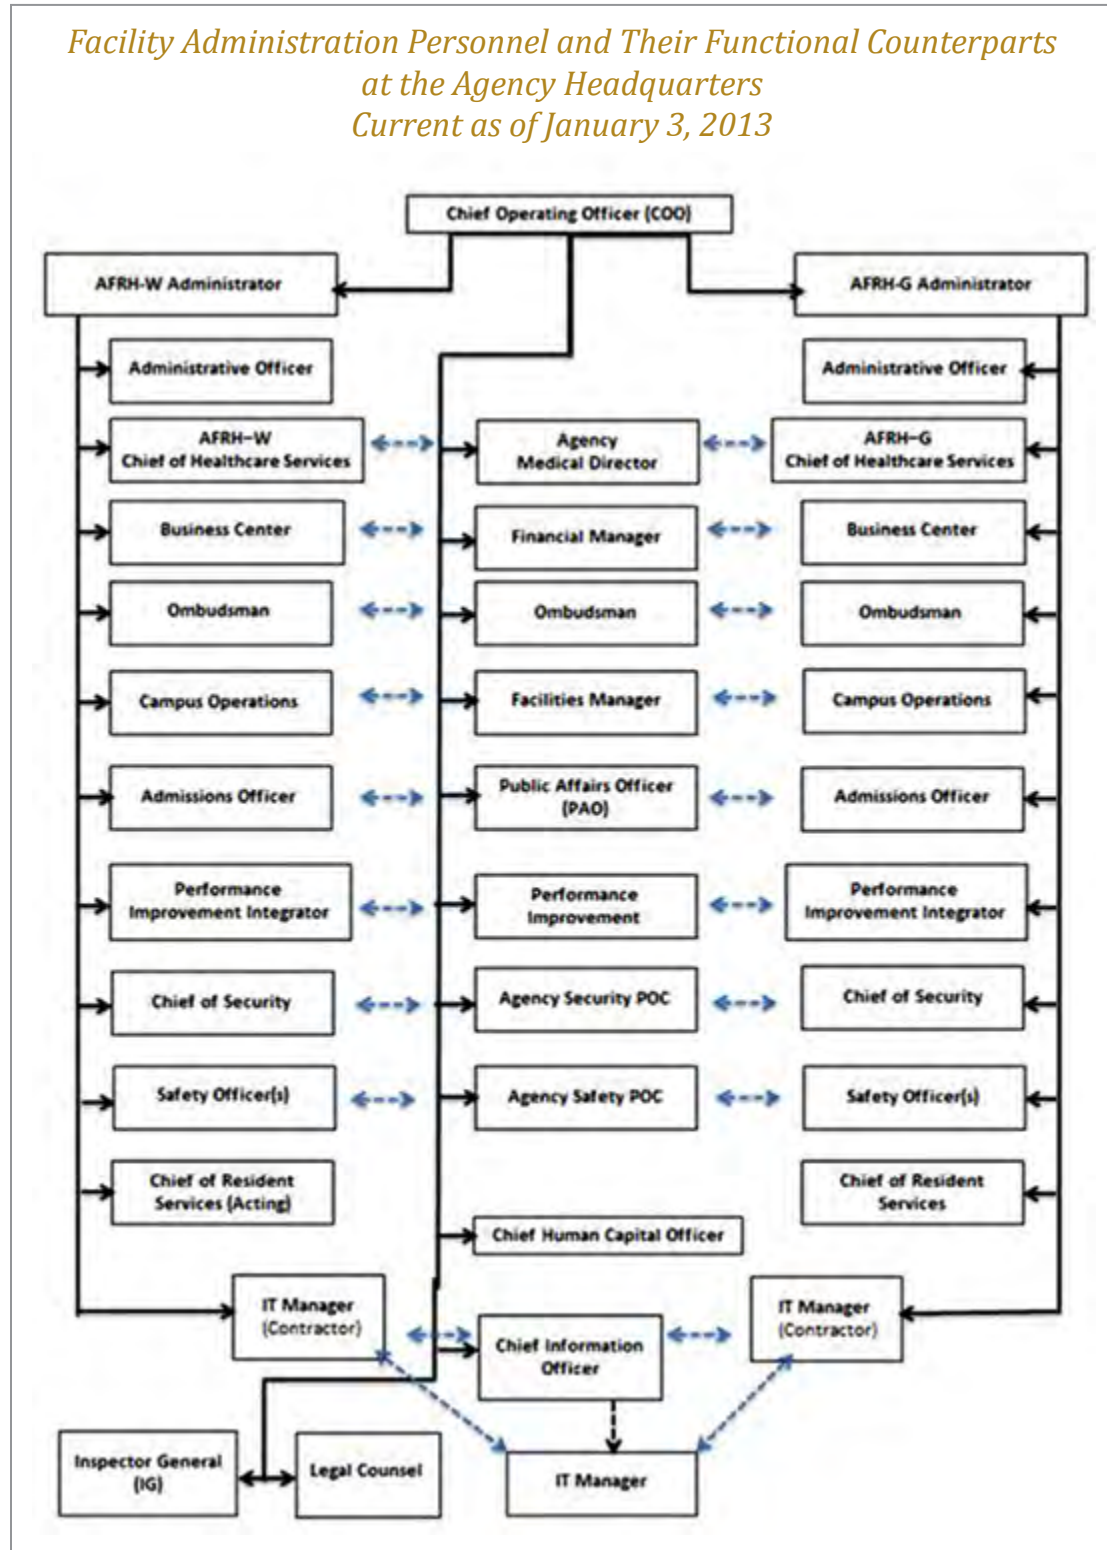 Facility Administration Personnel and Their Functional Counterparts
at the Agency Headquarters
Current as of January 3, 2013
Chief Operating Officer (COO)
AFRH-W Administrator
AFRH-G Administrator
Administrative Officer
Administrative Officer
AFRH–W
Chief of Healthcare Services
Agency
Medical Director
AFRH–G
Chief of Healthcare Services
Business Center
Financial Manager
Business Center
Ombudsman
Ombudsman
Ombudsman
Campus Operations
Facilities Manager
Campus Operations
Admissions Officer
Public Affairs Officer
(PAO)
Admissions Officer
Performance
Improvement Integrator
Performance
Improvement
Performance
Improvement Integrator
Chief of Security
Agency Security POC
Chief of Security
Safety Officer(s)
Agency Safety POC
Safety Officer(s)
Chief of Resident
Services (Acting)
Chief of Resident
Services
Chief Human Capital Officer
IT Manager
(Contractor)
Chief Information
Officer
IT Manager
(Contractor)
Inspector General
(IG)
Legal Counsel
IT Manager